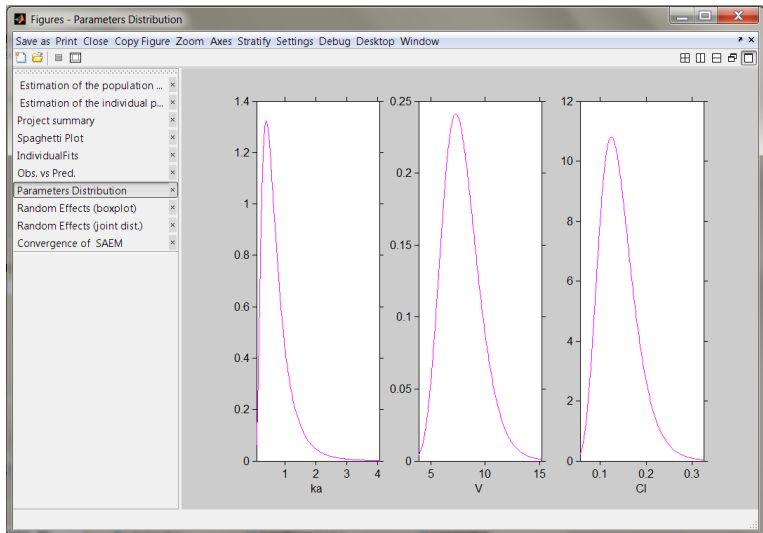 Figures - Parameters Distribution
Save as Print Close Copy Figure Zoom Axes Stratify Settings Debug Desktop Window
Estimation of the population ...
Estimation of the individual p...
Project summary
Spaghetti Plot
IndividualFits
Obs. vs Pred.
Parameters Distribution
Random Effects (boxplot)
Random Effects (joint dist.)
Convergence of SAEM
1.4
1.2
1
0.8
0.6
0.4
0.2
0
1 2 3 4
ka
0.25
0.2
0.15
0.1
0.05
0
5 10 15
V
12
10
8
6
4
2
0
0.1 0.2 0.3
Cl